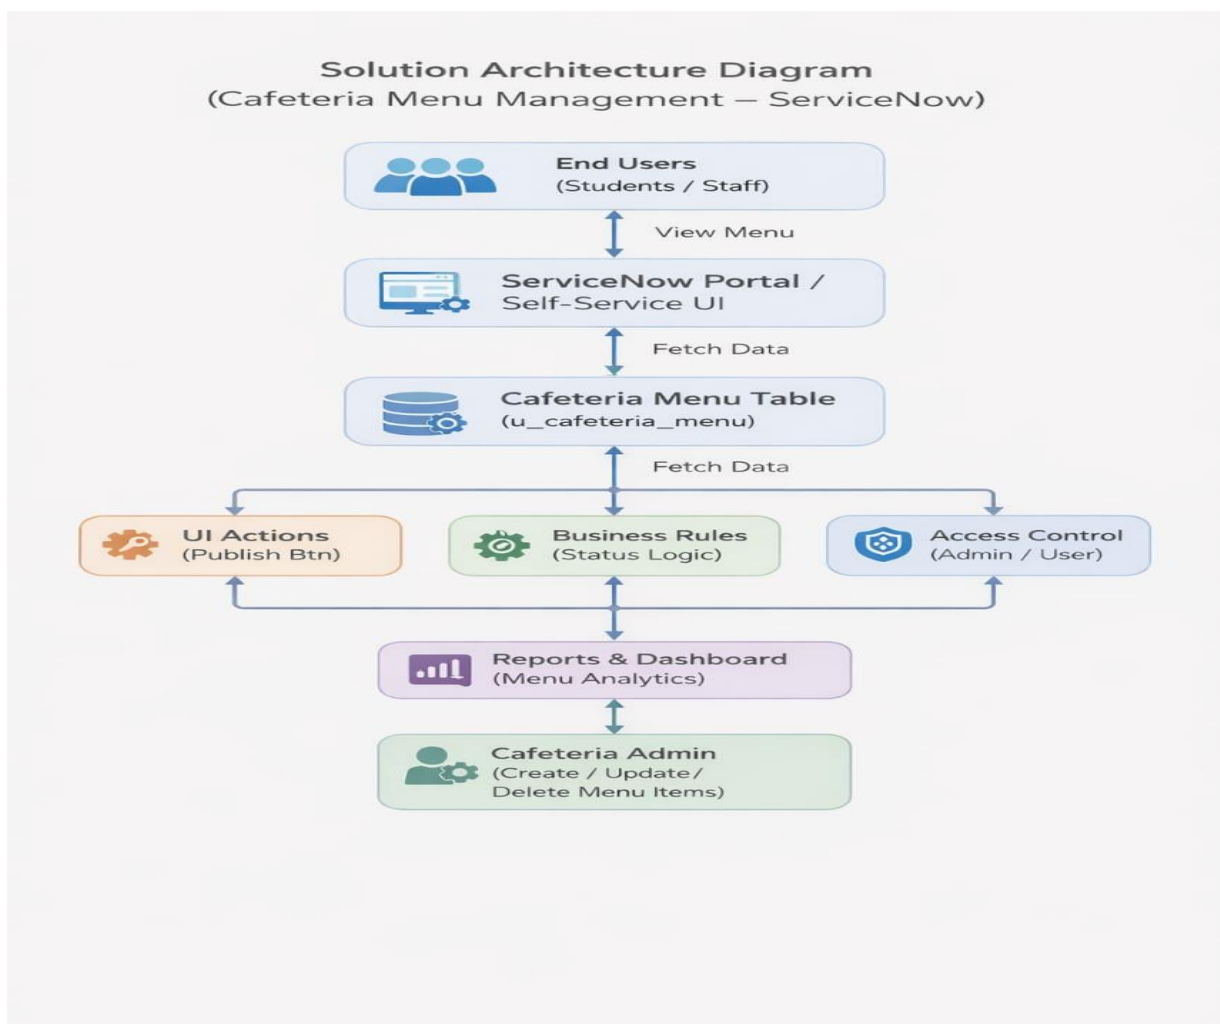 Solution Architecture Diagram
(Cafeteria Menu Management – ServiceNow)
End Users
(Students / Staff)
View Menu
ServiceNow Portal /
Self-Service UI
Fetch Data
Cafeteria Menu Table
(u_cafeteria_menu)
Fetch Data
UI Actions
(Publish Btn)
Business Rules
(Status Logic)
Access Control
(Admin / User)
Reports & Dashboard
(Menu Analytics)
Cafeteria Admin
(Create / Update/
Delete Menu Items)